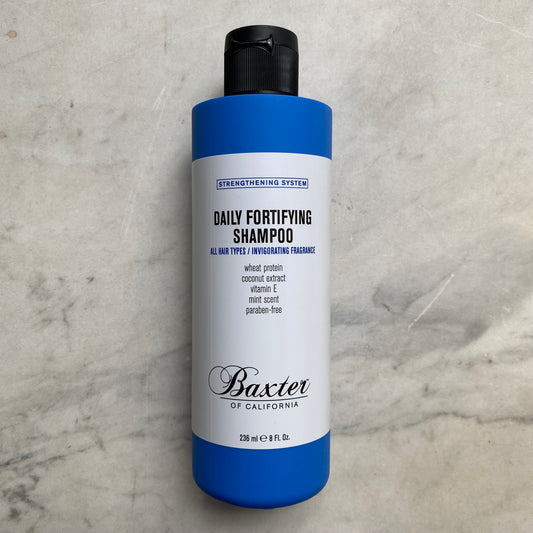 STRENGTHENING SYSTEM
DAILY FORTIFYING
SHAMPOO
ALL HAIR TYPES / INVIGORATING FRAGRANCE
wheat protein
coconut extract
vitamin E
mint scent
paraben-free
Baxter
OF CALIFORNIA
236 ml ℮ 8 Fl. Oz.